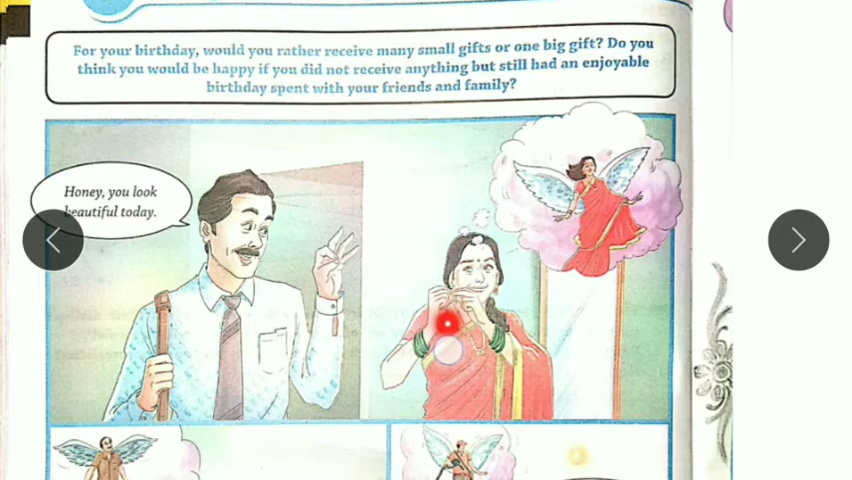 For your birthday, would you rather receive many small gifts or one big gift? Do you
think you would be happy if you did not receive anything but still had an enjoyable
birthday spent with your friends and family?
Honey, you look
beautiful today.